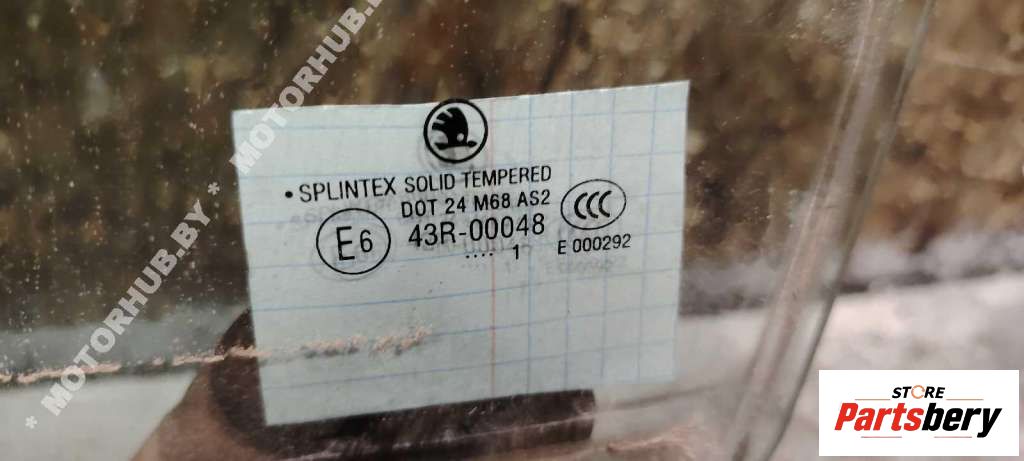 * MOTORHUB.BY * MOTORHUB.BY
• SPLINTEX SOLID TEMPERED
DOT 24 M68 AS2
CCC
E6
43R-00048
.... 1
E 000292
STORE
Partsbery